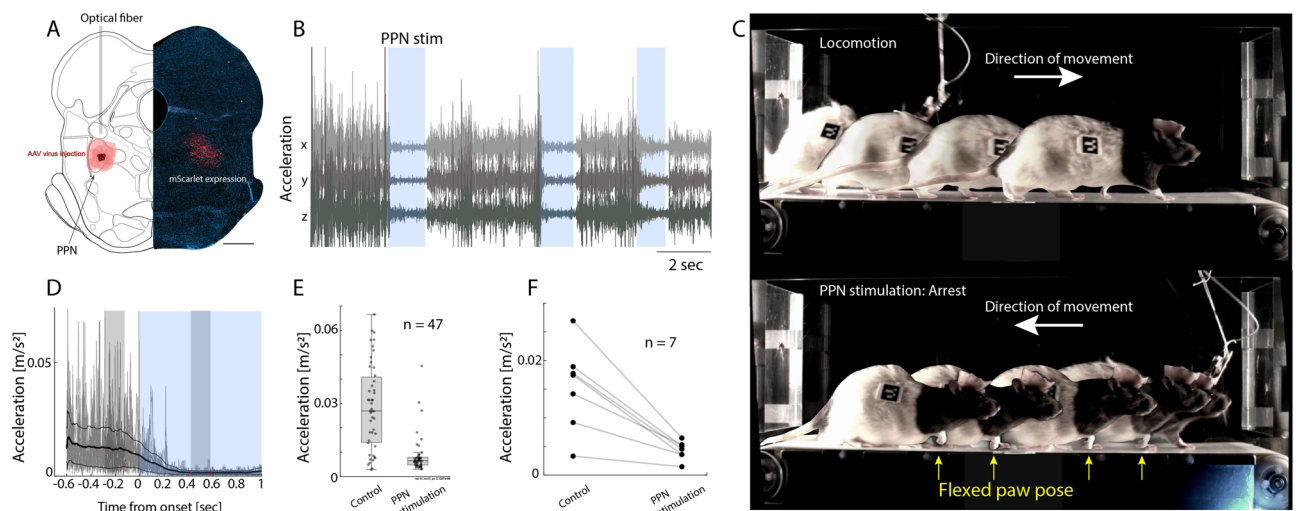 A
Optical fiber
AAV virus injection
mScarlet expression
PPN
B
PPN stim
Acceleration
x
y
z
2 sec
C
Locomotion
Direction of movement
PPN stimulation: Arrest
Direction of movement
Flexed paw pose
D
Acceleration [m/s²]
0.05
0
-0.6 -0.4 -0.2 0 0.2 0.4 0.6 0.8 1
Time from onset [sec]
E
n = 47
Acceleration [m/s²]
0.06
0.03
0
Control
PPN
stimulation
F
n = 7
Acceleration [m/s²]
0.02
0
Control
PPN
stimulation